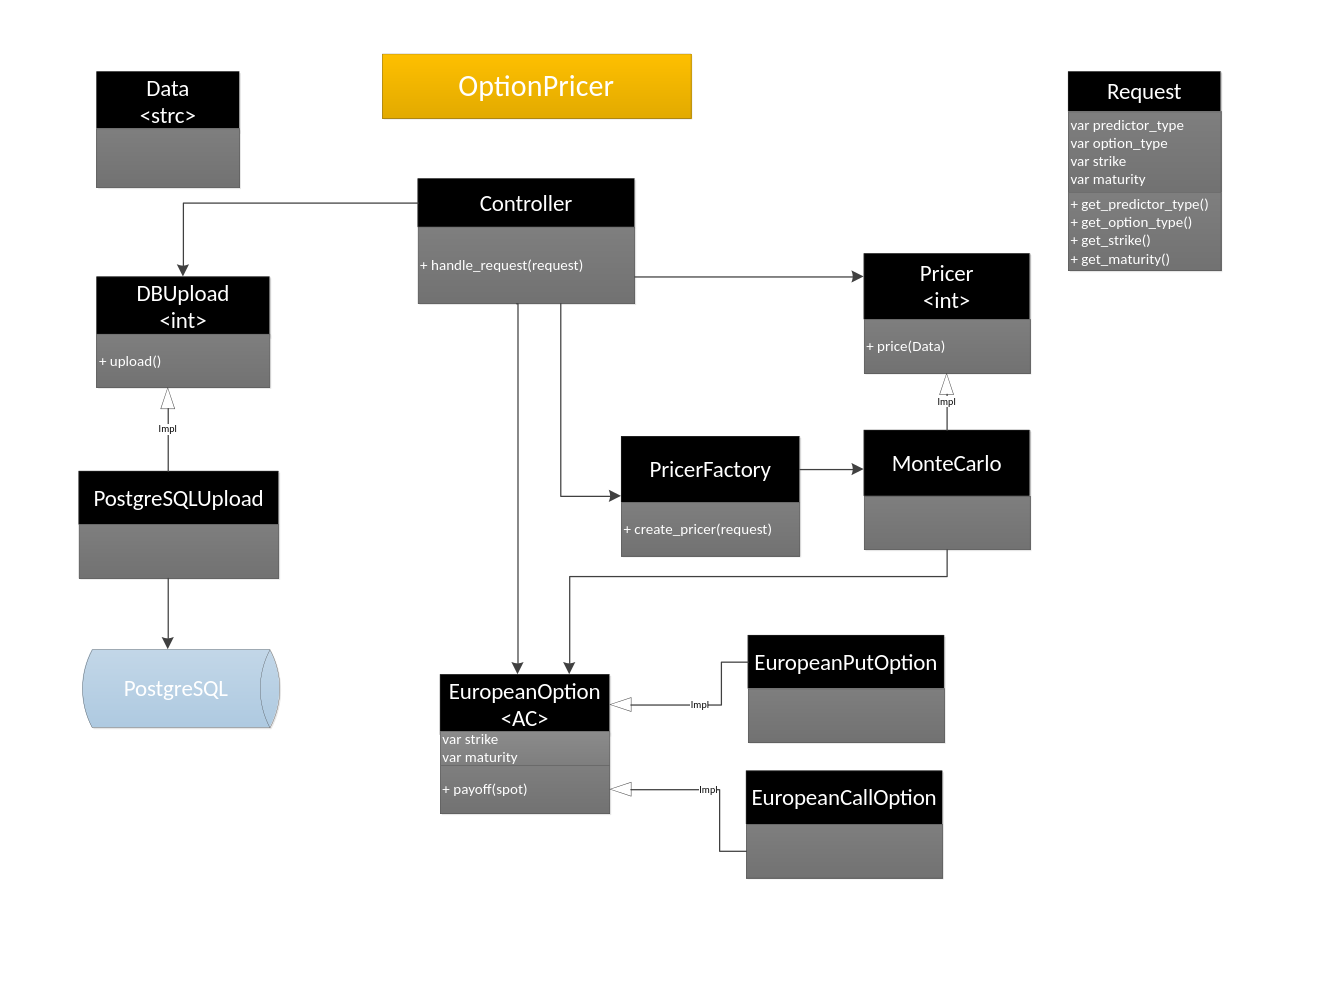 OptionPricer
Data
<strc>
Request
var predictor_type
var option_type
var strike
var maturity
+ get_predictor_type()
+ get_option_type()
+ get_strike()
+ get_maturity()
Controller
+ handle_request(request)
DBUpload
<int>
+ upload()
Pricer
<int>
+ price(Data)
Impl
Impl
PricerFactory
+ create_pricer(request)
MonteCarlo
PostgreSQLUpload
PostgreSQL
EuropeanOption
<AC>
var strike
var maturity
+ payoff(spot)
Impl
EuropeanPutOption
Impl
EuropeanCallOption